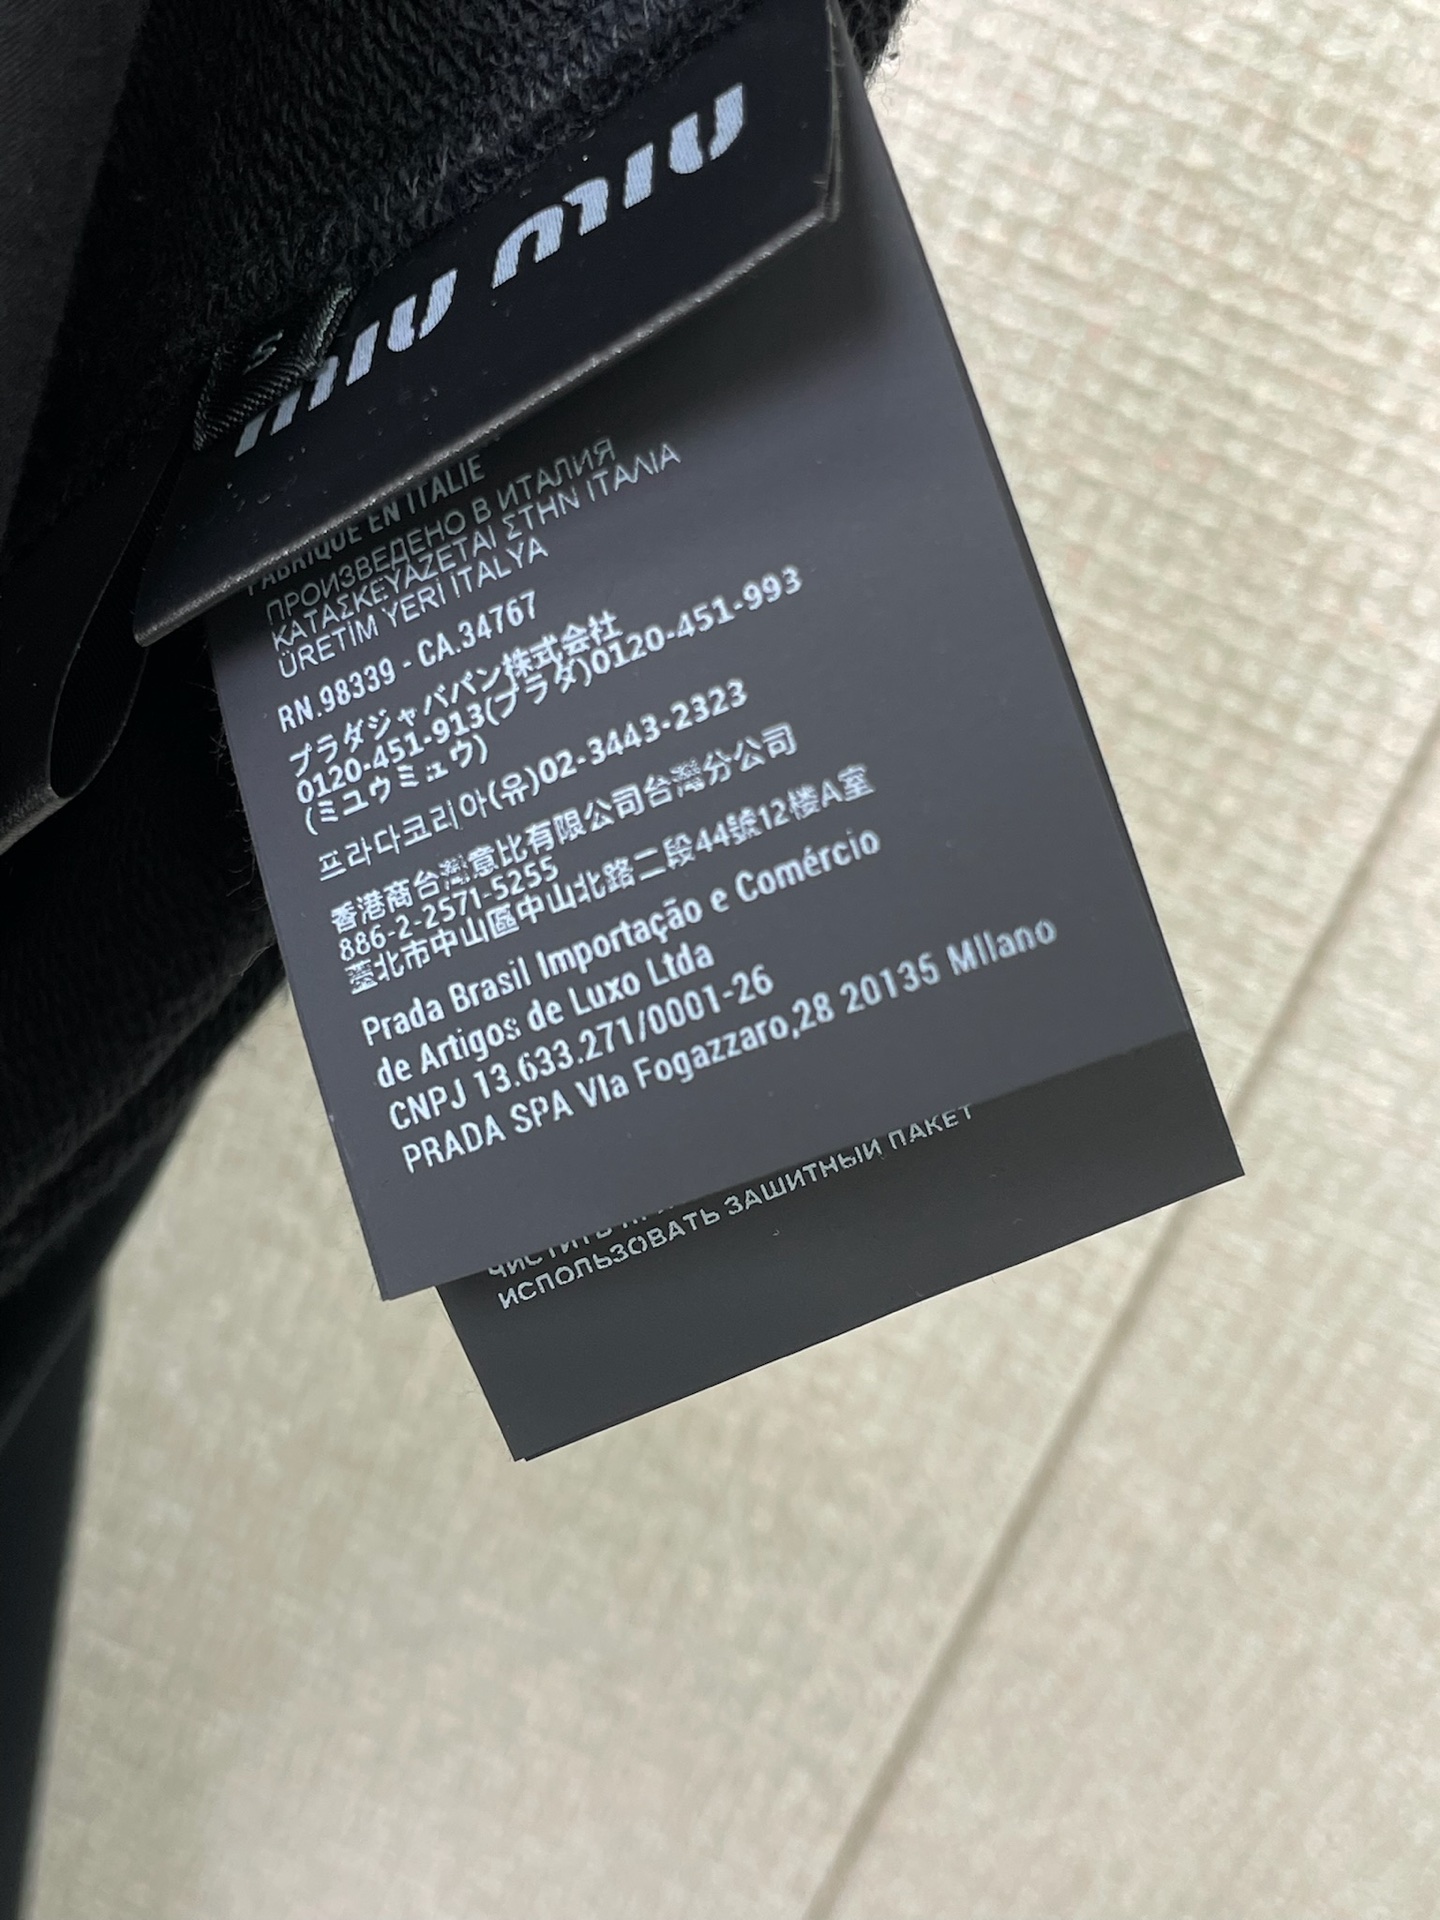 miu miu
S
FABRIQUE EN ITALIE
ПРОИЗВЕДЕНО В ИТАЛИЯ
ΚΑΤΑΣΚΕΥΑΖΕΤΑΙ ΣΤΗΝ ΙΤΑΛΙΑ
ÜRETİM YERİ İTALYA
RN.98339 - CA.34767
プラダジャパン株式会社
0120-451-913(プラダ)0120-451-993
(ミュウミュウ)
프라다코리아(유)02-3443-2323
香港商台灣意比有限公司台灣分公司
886-2-2571-5255
臺北市中山區中山北路二段44號12楼A室
Prada Brasil Importação e Comércio
de Artigos de Luxo Ltda
CNPJ 13.633.271/0001-26
PRADA SPA VIa Fogazzaro,28 20135 MIlano
ЧИСТИТЬ
ИСПОЛЬЗОВАТЬ ЗАШИТНЫИ ПАКЕТ